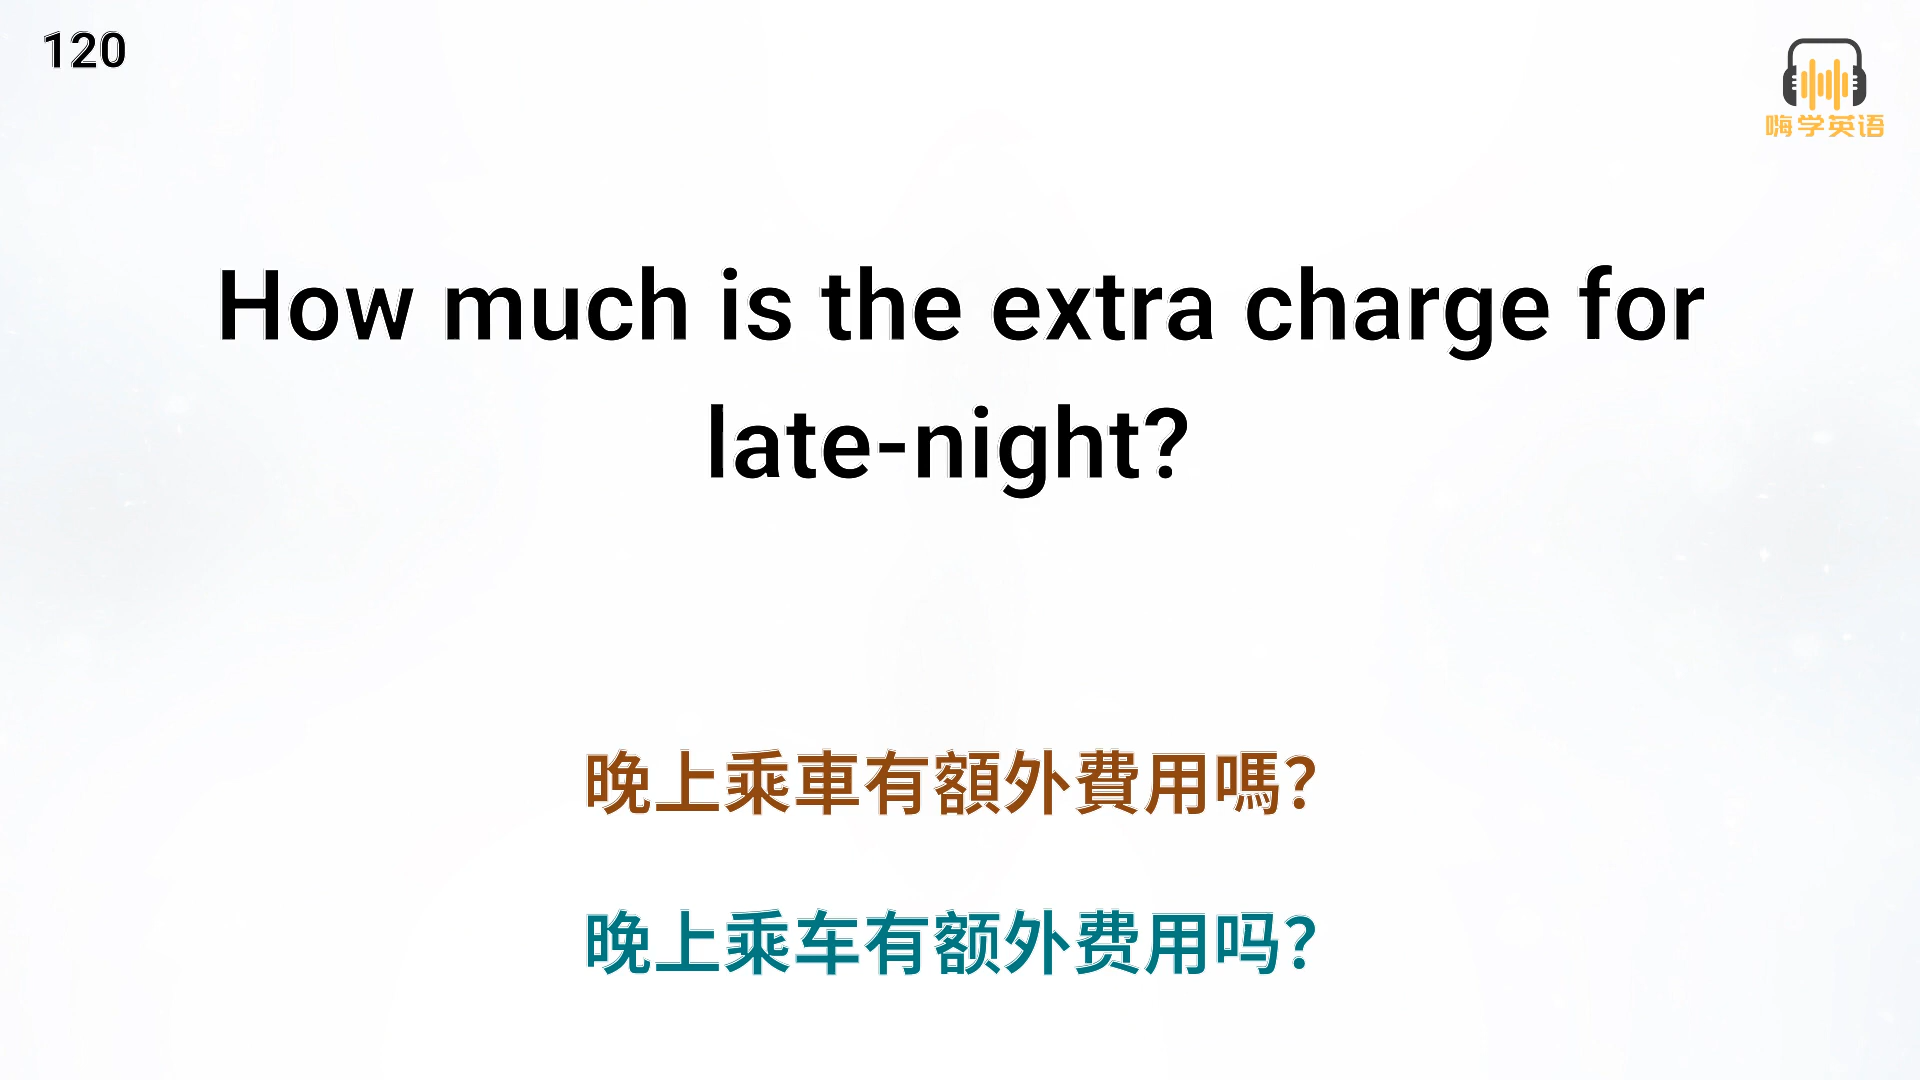 120
嗨学英语
How much is the extra charge for
late-night?
晚上乘車有額外費用嗎?
晚上乘车有额外费用吗?